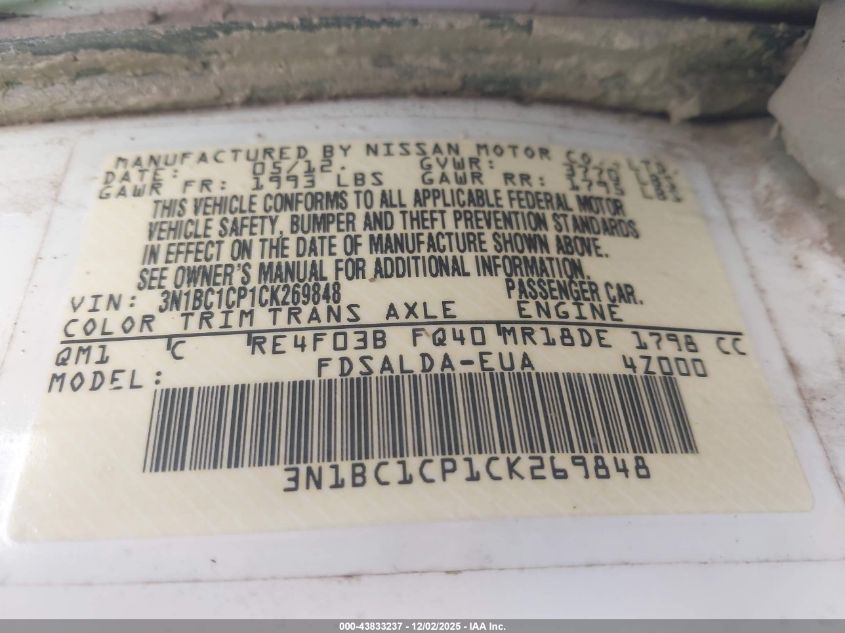 MANUFACTURED BY NISSAN MOTOR CO., LTD.
DATE: 05/12. GVWR: 3770 LBS
GAWR FR: 1993 LBS GAWR RR: 1795 LBS
THIS VEHICLE CONFORMS TO ALL APPLICABLE FEDERAL MOTOR
VEHICLE SAFETY, BUMPER AND THEFT PREVENTION STANDARDS
IN EFFECT ON THE DATE OF MANUFACTURE SHOWN ABOVE.
SEE OWNER'S MANUAL FOR ADDITIONAL INFORMATION.
VIN: 3N1BC1CP1CK269848 PASSENGER CAR.
COLOR TRIM TRANS AXLE ENGINE
QM1 C RE4F03B FQ40 MR18DE 1798 CC
MODEL: FDSALDA-EUA 4Z000
3N1BC1CP1CK269848
000-43833237 - 12/02/2025 - IAA Inc.